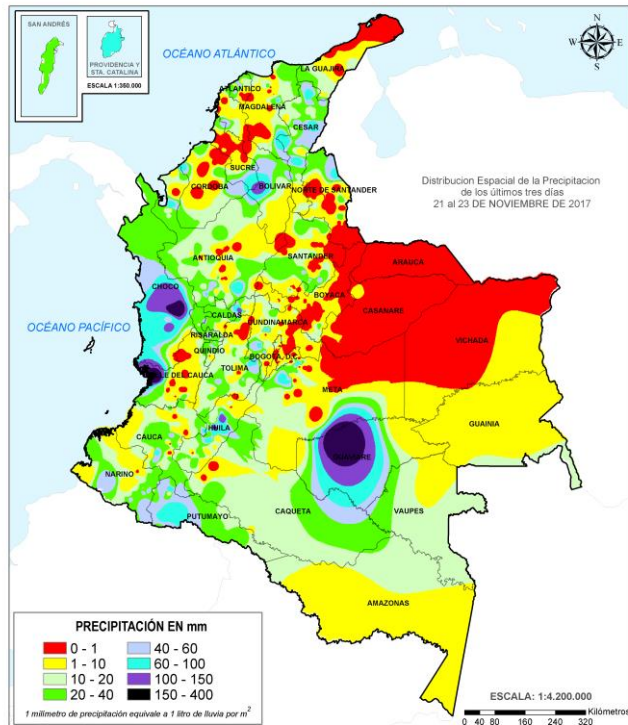 SAN ANDRÉS
PROVIDENCIA Y
STA. CATALINA
ESCALA 1:350.000
OCÉANO ATLÁNTICO
N
W E
S
LA GUAJIRA
ATLANTICO
MAGDALENA
CESAR
SUCRE
CORDOBA
BOLIVAR
NORTE DE SANTANDER
Distribucion Espacial de la Precipitacion
de los últimos tres días
21 al 23 DE NOVIEMBRE DE 2017
ANTIOQUIA
SANTANDER
ARAUCA
CHOCO
BOYACA
CASANARE
CALDAS
CUNDINAMARCA
OCÉANO PACÍFICO
RISARALDA
VICHADA
QUINDIO
BOGOTA, D.C.
TOLIMA
VALLE DEL CAUCA
META
GUAINIA
HUILA
CAUCA
GUAVIARE
NARIÑO
CAQUETA
VAUPES
PUTUMAYO
AMAZONAS
PRECIPITACIÓN EN mm
0 - 1 40 - 60
1 - 10 60 - 100
10 - 20 100 - 150
20 - 40 150 - 400
1 milímetro de precipitación equivale a 1 litro de lluvia por m²
ESCALA: 1:4.200.000
Kilómetros
0 40 80 160 240 320